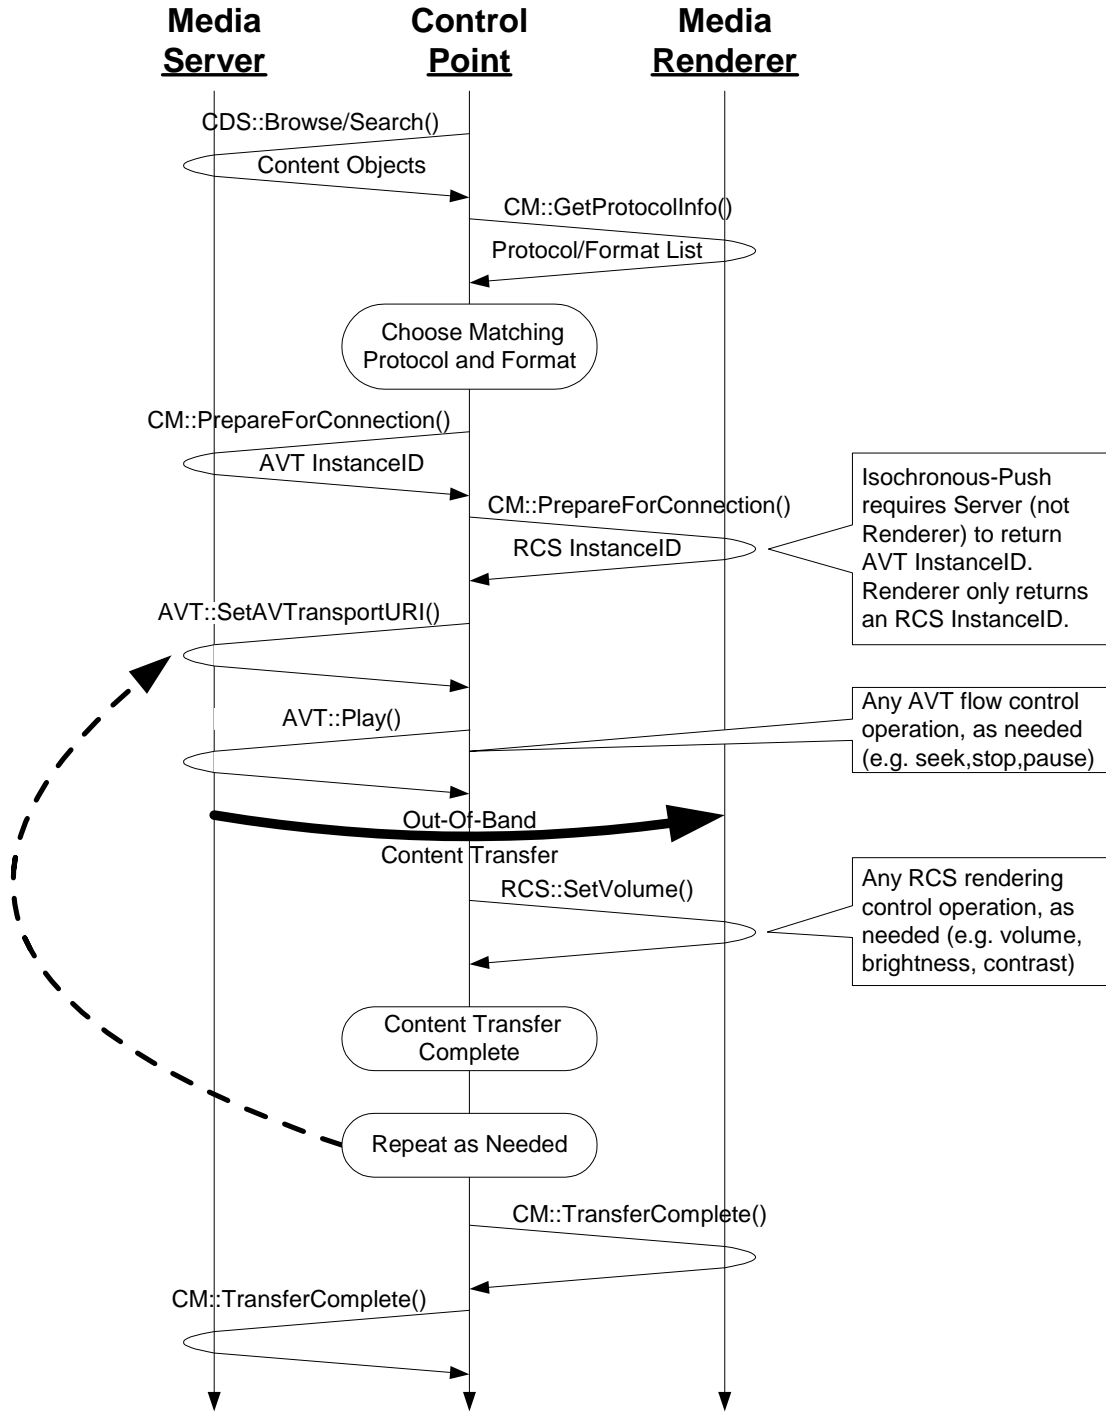 Media
Server
Control
Point
Media
Renderer
CDS::Browse/Search()
Content Objects
CM::GetProtocolInfo()
Protocol/Format List
Choose Matching
Protocol and Format
CM::PrepareForConnection()
AVT InstanceID
CM::PrepareForConnection()
RCS InstanceID
Isochronous-Push
requires Server (not
Renderer) to return
AVT InstanceID.
Renderer only returns
an RCS InstanceID.
AVT::SetAVTransportURI()
AVT::Play()
Any AVT flow control
operation, as needed
(e.g. seek,stop,pause)
Out-Of-Band
Content Transfer
RCS::SetVolume()
Any RCS rendering
control operation, as
needed (e.g. volume,
brightness, contrast)
Content Transfer
Complete
Repeat as Needed
CM::TransferComplete()
CM::TransferComplete()